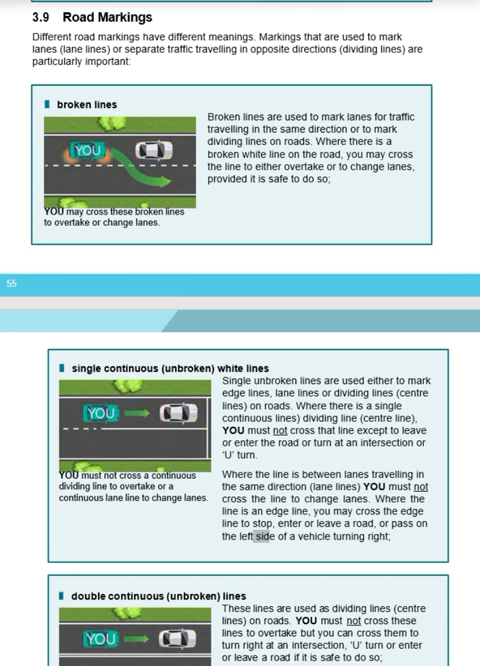 3.9 Road Markings
Different road markings have different meanings. Markings that are used to mark
lanes (lane lines) or separate traffic travelling in opposite directions (dividing lines) are
particularly important:
broken lines
YOU
YOU may cross these broken lines
to overtake or change lanes.
Broken lines are used to mark lanes for traffic
travelling in the same direction or to mark
dividing lines on roads. Where there is a
broken white line on the road, you may cross
the line to either overtake or to change lanes,
provided it is safe to do so;
55
single continuous (unbroken) white lines
YOU
YOU must not cross a continuous
dividing line to overtake or a
continuous lane line to change lanes.
Single unbroken lines are used either to mark
edge lines, lane lines or dividing lines (centre
lines) on roads. Where there is a single
continuous lines) dividing line (centre line),
YOU must not cross that line except to leave
or enter the road or turn at an intersection or
'U' turn.
Where the line is between lanes travelling in
the same direction (lane lines) YOU must not
cross the line to change lanes. Where the
line is an edge line, you may cross the edge
line to stop, enter or leave a road, or pass on
the left side of a vehicle turning right;
double continuous (unbroken) lines
YOU
These lines are used as dividing lines (centre
lines) on roads. YOU must not cross these
lines to overtake but you can cross them to
turn right at an intersection, 'U' turn or enter
or leave a road if it is safe to do so;